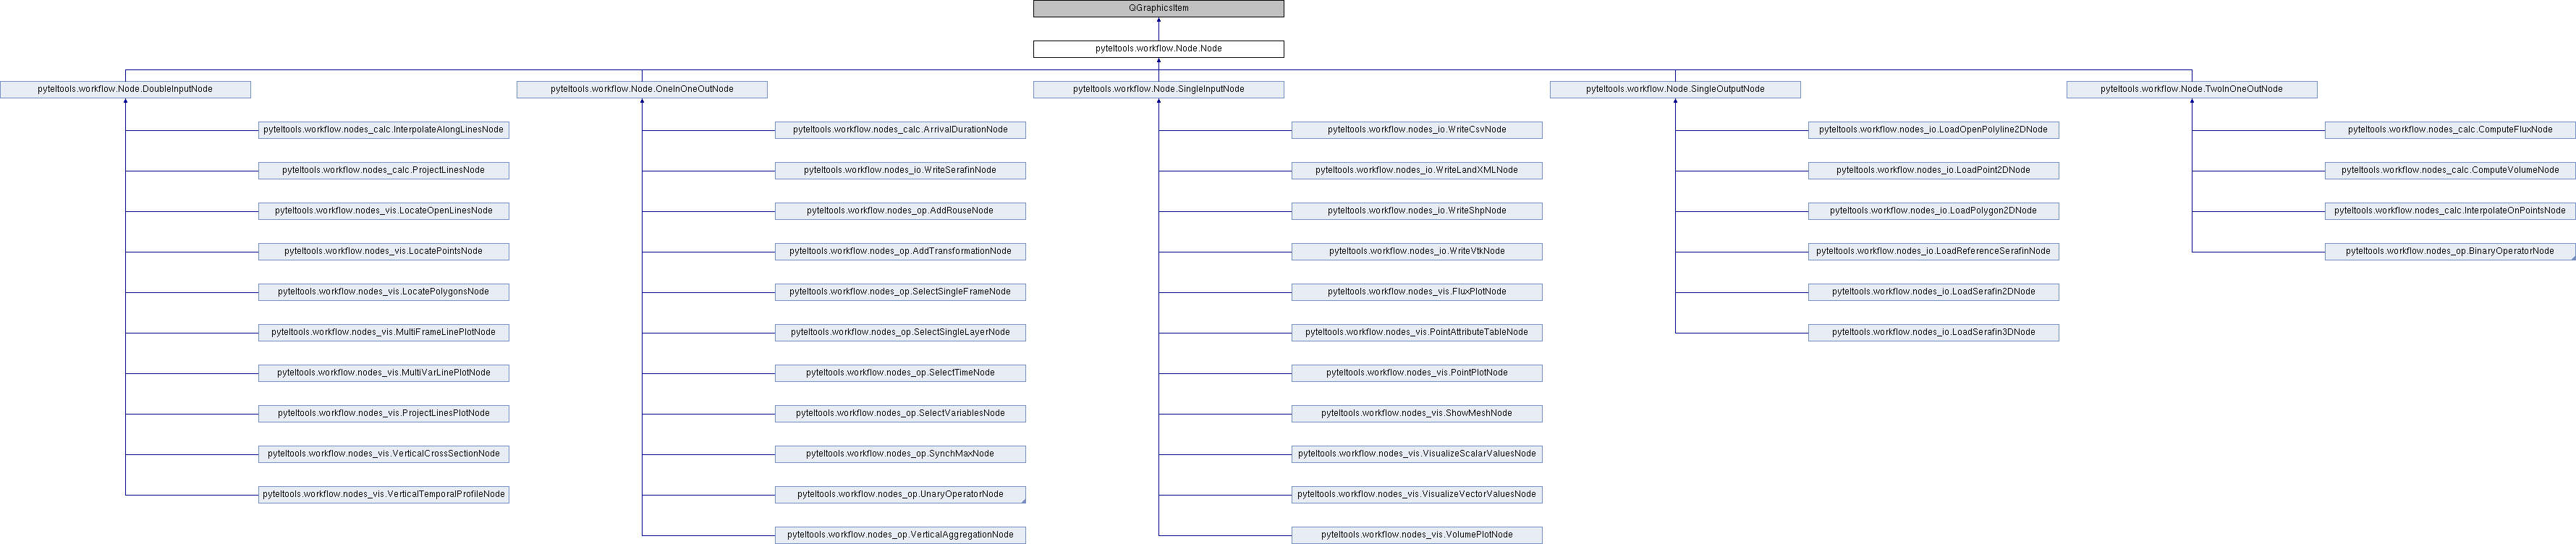 QGraphicsItem
pyteltools.workflow.Node.Node
pyteltools.workflow.Node.DoubleInputNode
pyteltools.workflow.Node.OneInOneOutNode
pyteltools.workflow.Node.SingleInputNode
pyteltools.workflow.Node.SingleOutputNode
pyteltools.workflow.Node.TwoInOneOutNode
pyteltools.workflow.nodes_calc.InterpolateAlongLinesNode
pyteltools.workflow.nodes_calc.ArrivalDurationNode
pyteltools.workflow.nodes_io.WriteCsvNode
pyteltools.workflow.nodes_io.LoadOpenPolyline2DNode
pyteltools.workflow.nodes_calc.ComputeFluxNode
pyteltools.workflow.nodes_calc.ProjectLinesNode
pyteltools.workflow.nodes_io.WriteSerafinNode
pyteltools.workflow.nodes_io.WriteLandXMLNode
pyteltools.workflow.nodes_io.LoadPoint2DNode
pyteltools.workflow.nodes_calc.ComputeVolumeNode
pyteltools.workflow.nodes_vis.LocateOpenLinesNode
pyteltools.workflow.nodes_op.AddRouseNode
pyteltools.workflow.nodes_io.WriteShpNode
pyteltools.workflow.nodes_io.LoadPolygon2DNode
pyteltools.workflow.nodes_calc.InterpolateOnPointsNode
pyteltools.workflow.nodes_vis.LocatePointsNode
pyteltools.workflow.nodes_op.AddTransformationNode
pyteltools.workflow.nodes_io.WriteVtkNode
pyteltools.workflow.nodes_io.LoadReferenceSerafinNode
pyteltools.workflow.nodes_op.BinaryOperatorNode
pyteltools.workflow.nodes_vis.LocatePolygonsNode
pyteltools.workflow.nodes_op.SelectSingleFrameNode
pyteltools.workflow.nodes_vis.FluxPlotNode
pyteltools.workflow.nodes_io.LoadSerafin2DNode
pyteltools.workflow.nodes_vis.MultiFrameLinePlotNode
pyteltools.workflow.nodes_op.SelectSingleLayerNode
pyteltools.workflow.nodes_vis.PointAttributeTableNode
pyteltools.workflow.nodes_io.LoadSerafin3DNode
pyteltools.workflow.nodes_vis.MultiVarLinePlotNode
pyteltools.workflow.nodes_op.SelectTimeNode
pyteltools.workflow.nodes_vis.PointPlotNode
pyteltools.workflow.nodes_vis.ProjectLinesPlotNode
pyteltools.workflow.nodes_op.SelectVariablesNode
pyteltools.workflow.nodes_vis.ShowMeshNode
pyteltools.workflow.nodes_vis.VerticalCrossSectionNode
pyteltools.workflow.nodes_op.SynchMaxNode
pyteltools.workflow.nodes_vis.VisualizeScalarValuesNode
pyteltools.workflow.nodes_vis.VerticalTemporalProfileNode
pyteltools.workflow.nodes_op.UnaryOperatorNode
pyteltools.workflow.nodes_vis.VisualizeVectorValuesNode
pyteltools.workflow.nodes_op.VerticalAggregationNode
pyteltools.workflow.nodes_vis.VolumePlotNode